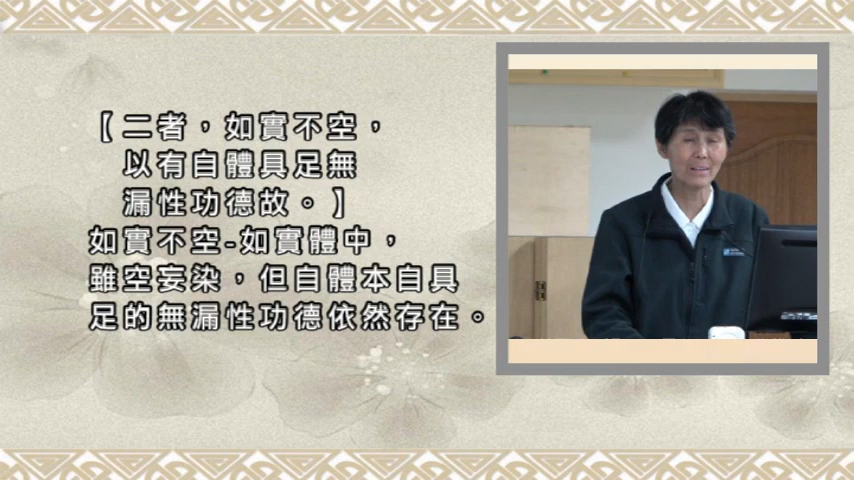 【二者，如實不空，
以有自體具足無
漏性功德故。】
如實不空-如實體中，
雖空妄染，但自體本自具
足的無漏性功德依然存在。